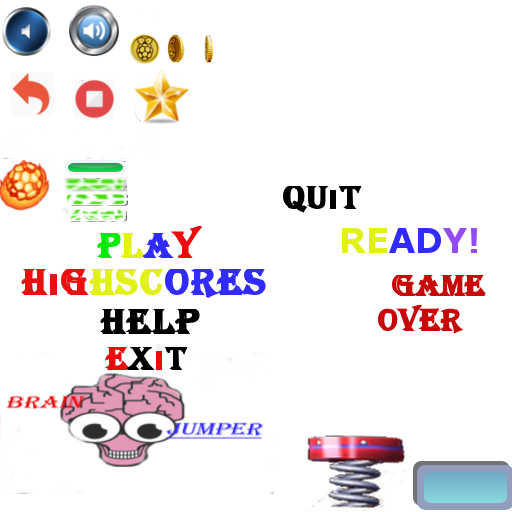 QUIT
PLAY
READY!
HIGHSCORES
GAME
OVER
HELP
EXIT
BRAIN
JUMPER